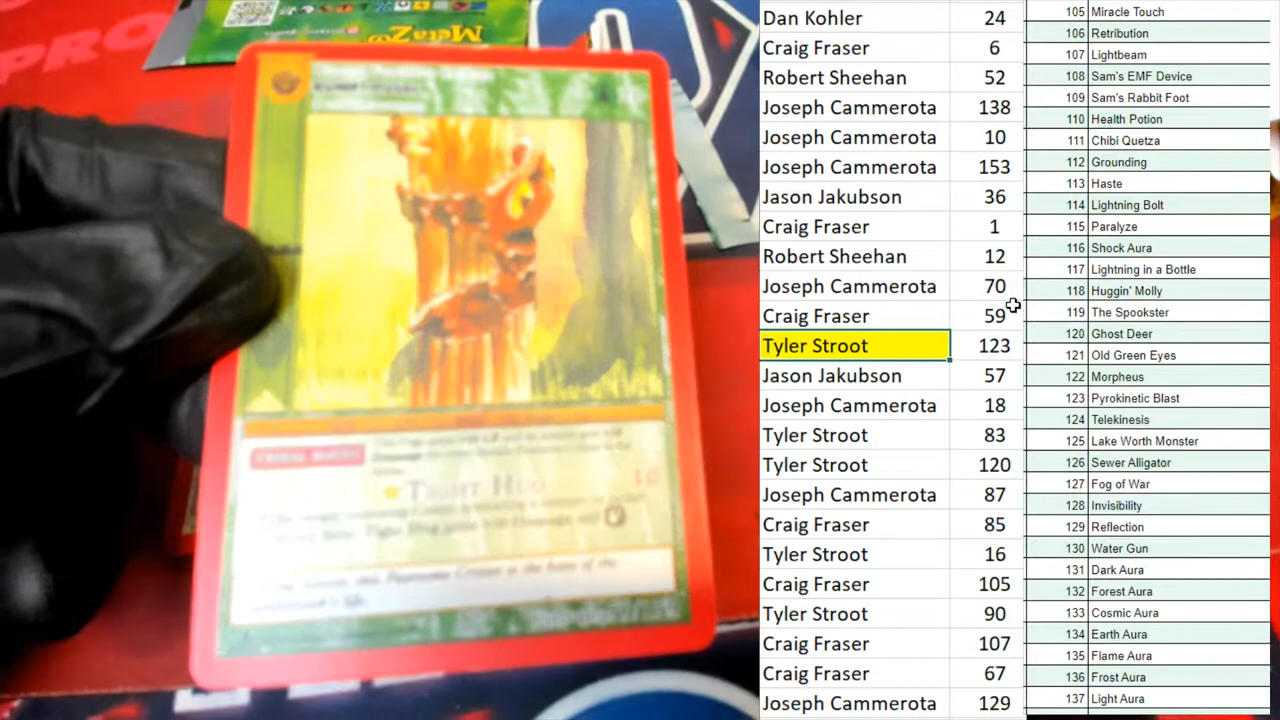 PRO
MetaZoo
TIGHT HUG
10
Dan Kohler 24
Craig Fraser 6
Robert Sheehan 52
Joseph Cammerota 138
Joseph Cammerota 10
Joseph Cammerota 153
Jason Jakubson 36
Craig Fraser 1
Robert Sheehan 12
Joseph Cammerota 70
Craig Fraser 59
Tyler Stroot 123
Jason Jakubson 57
Joseph Cammerota 18
Tyler Stroot 83
Tyler Stroot 120
Joseph Cammerota 87
Craig Fraser 85
Tyler Stroot 16
Craig Fraser 105
Tyler Stroot 90
Craig Fraser 107
Craig Fraser 67
Joseph Cammerota 129
105 Miracle Touch
106 Retribution
107 Lightbeam
108 Sam's EMF Device
109 Sam's Rabbit Foot
110 Health Potion
111 Chibi Quetza
112 Grounding
113 Haste
114 Lightning Bolt
115 Paralyze
116 Shock Aura
117 Lightning in a Bottle
118 Huggin' Molly
119 The Spookster
120 Ghost Deer
121 Old Green Eyes
122 Morpheus
123 Pyrokinetic Blast
124 Telekinesis
125 Lake Worth Monster
126 Sewer Alligator
127 Fog of War
128 Invisibility
129 Reflection
130 Water Gun
131 Dark Aura
132 Forest Aura
133 Cosmic Aura
134 Earth Aura
135 Flame Aura
136 Frost Aura
137 Light Aura